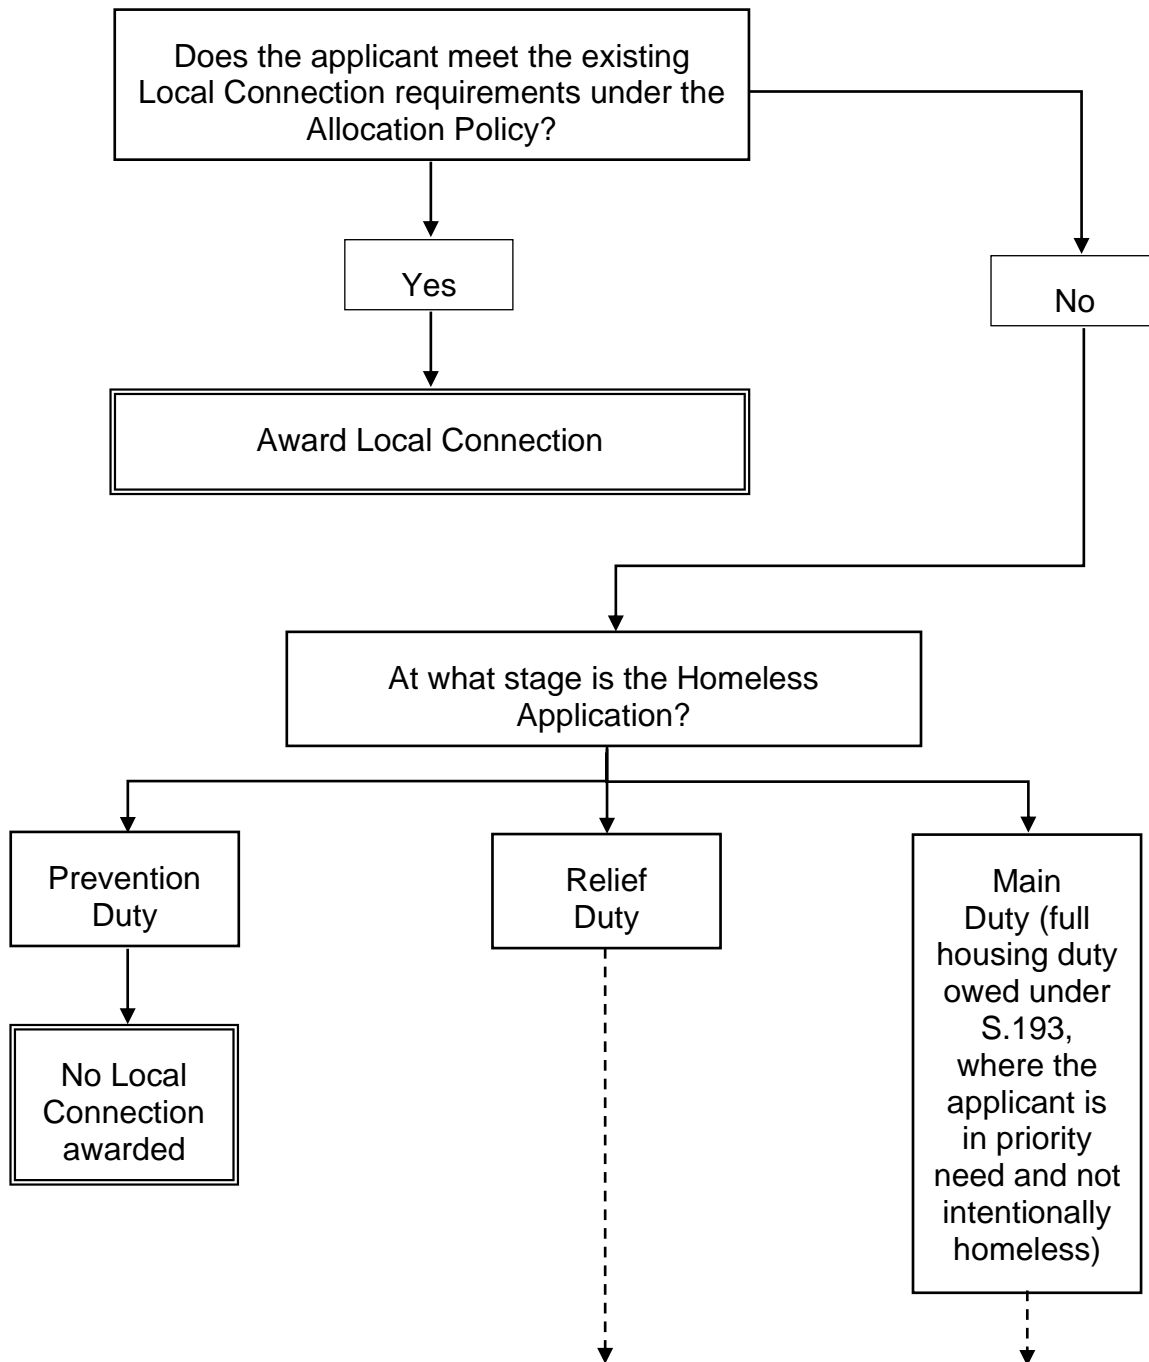 Does the applicant meet the existing
Local Connection requirements under the
Allocation Policy?
Yes
No
Award Local Connection
At what stage is the Homeless
Application?
Prevention
Duty
Relief
Duty
Main
Duty (full
housing duty
owed under
S.193,
where the
applicant is
in priority
need and not
intentionally
homeless)
No Local
Connection
awarded